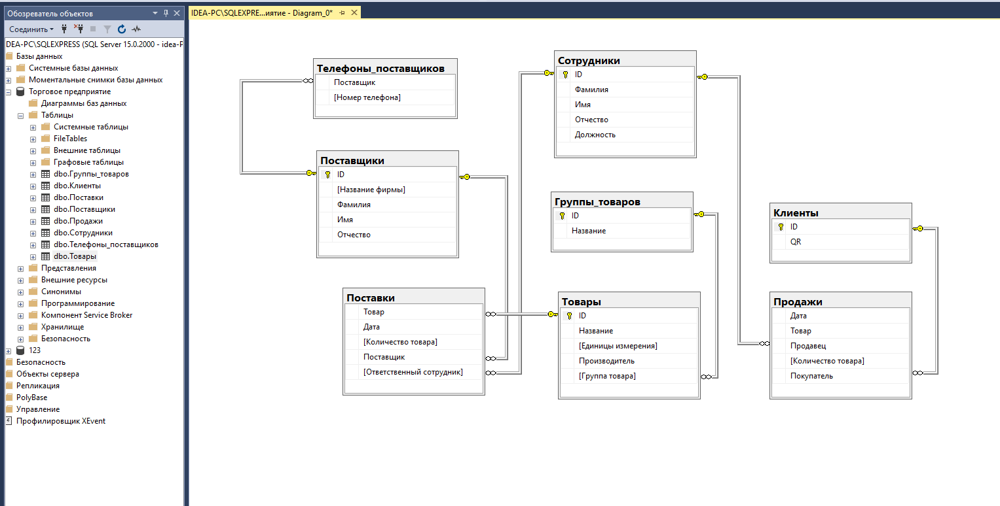 Обозреватель объектов
Соединить
DEA-PC\SQLEXPRESS (SQL Server 15.0.2000 - idea-P
Базы данных
Системные базы данных
Моментальные снимки базы данных
Торговое предприятие
Диаграммы баз данных
Таблицы
Системные таблицы
FileTables
Внешние таблицы
Графовые таблицы
dbo.Группы_товаров
dbo.Клиенты
dbo.Поставки
dbo.Поставщики
dbo.Продажи
dbo.Сотрудники
dbo.Телефоны_поставщиков
dbo.Товары
Представления
Внешние ресурсы
Синонимы
Программирование
Компонент Service Broker
Хранилище
Безопасность
123
Безопасность
Объекты сервера
Репликация
PolyBase
Управление
Профилировщик XEvent
IDEA-PC\SQLEXPRE...иятие - Diagram_0*
Телефоны_поставщиков
Поставщик
[Номер телефона]
Сотрудники
ID
Фамилия
Имя
Отчество
Должность
Поставщики
ID
[Название фирмы]
Фамилия
Имя
Отчество
Группы_товаров
ID
Название
Клиенты
ID
QR
Поставки
Товар
Дата
[Количество товара]
Поставщик
[Ответственный сотрудник]
Товары
ID
Название
[Единицы измерения]
Производитель
[Группа товара]
Продажи
Дата
Товар
Продавец
[Количество товара]
Покупатель